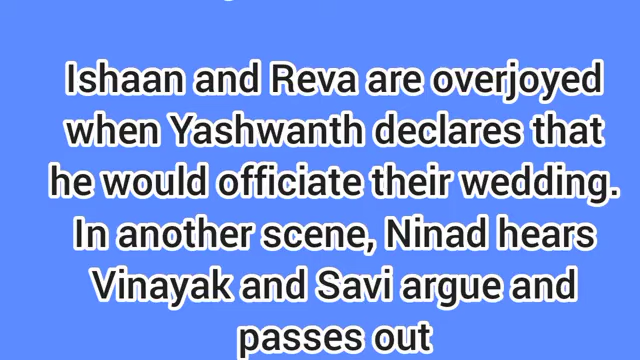 Ishaan and Reva are overjoyed
when Yashwanth declares that
he would officiate their wedding.
In another scene, Ninad hears
Vinayak and Savi argue and
passes out